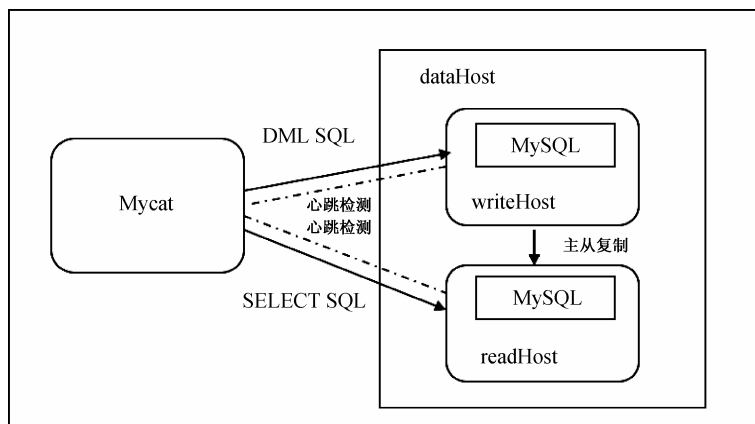 dataHost
DML SQL
MySQL
Mycat
心跳检测
writeHost
心跳检测
主从复制
SELECT SQL
MySQL
readHost